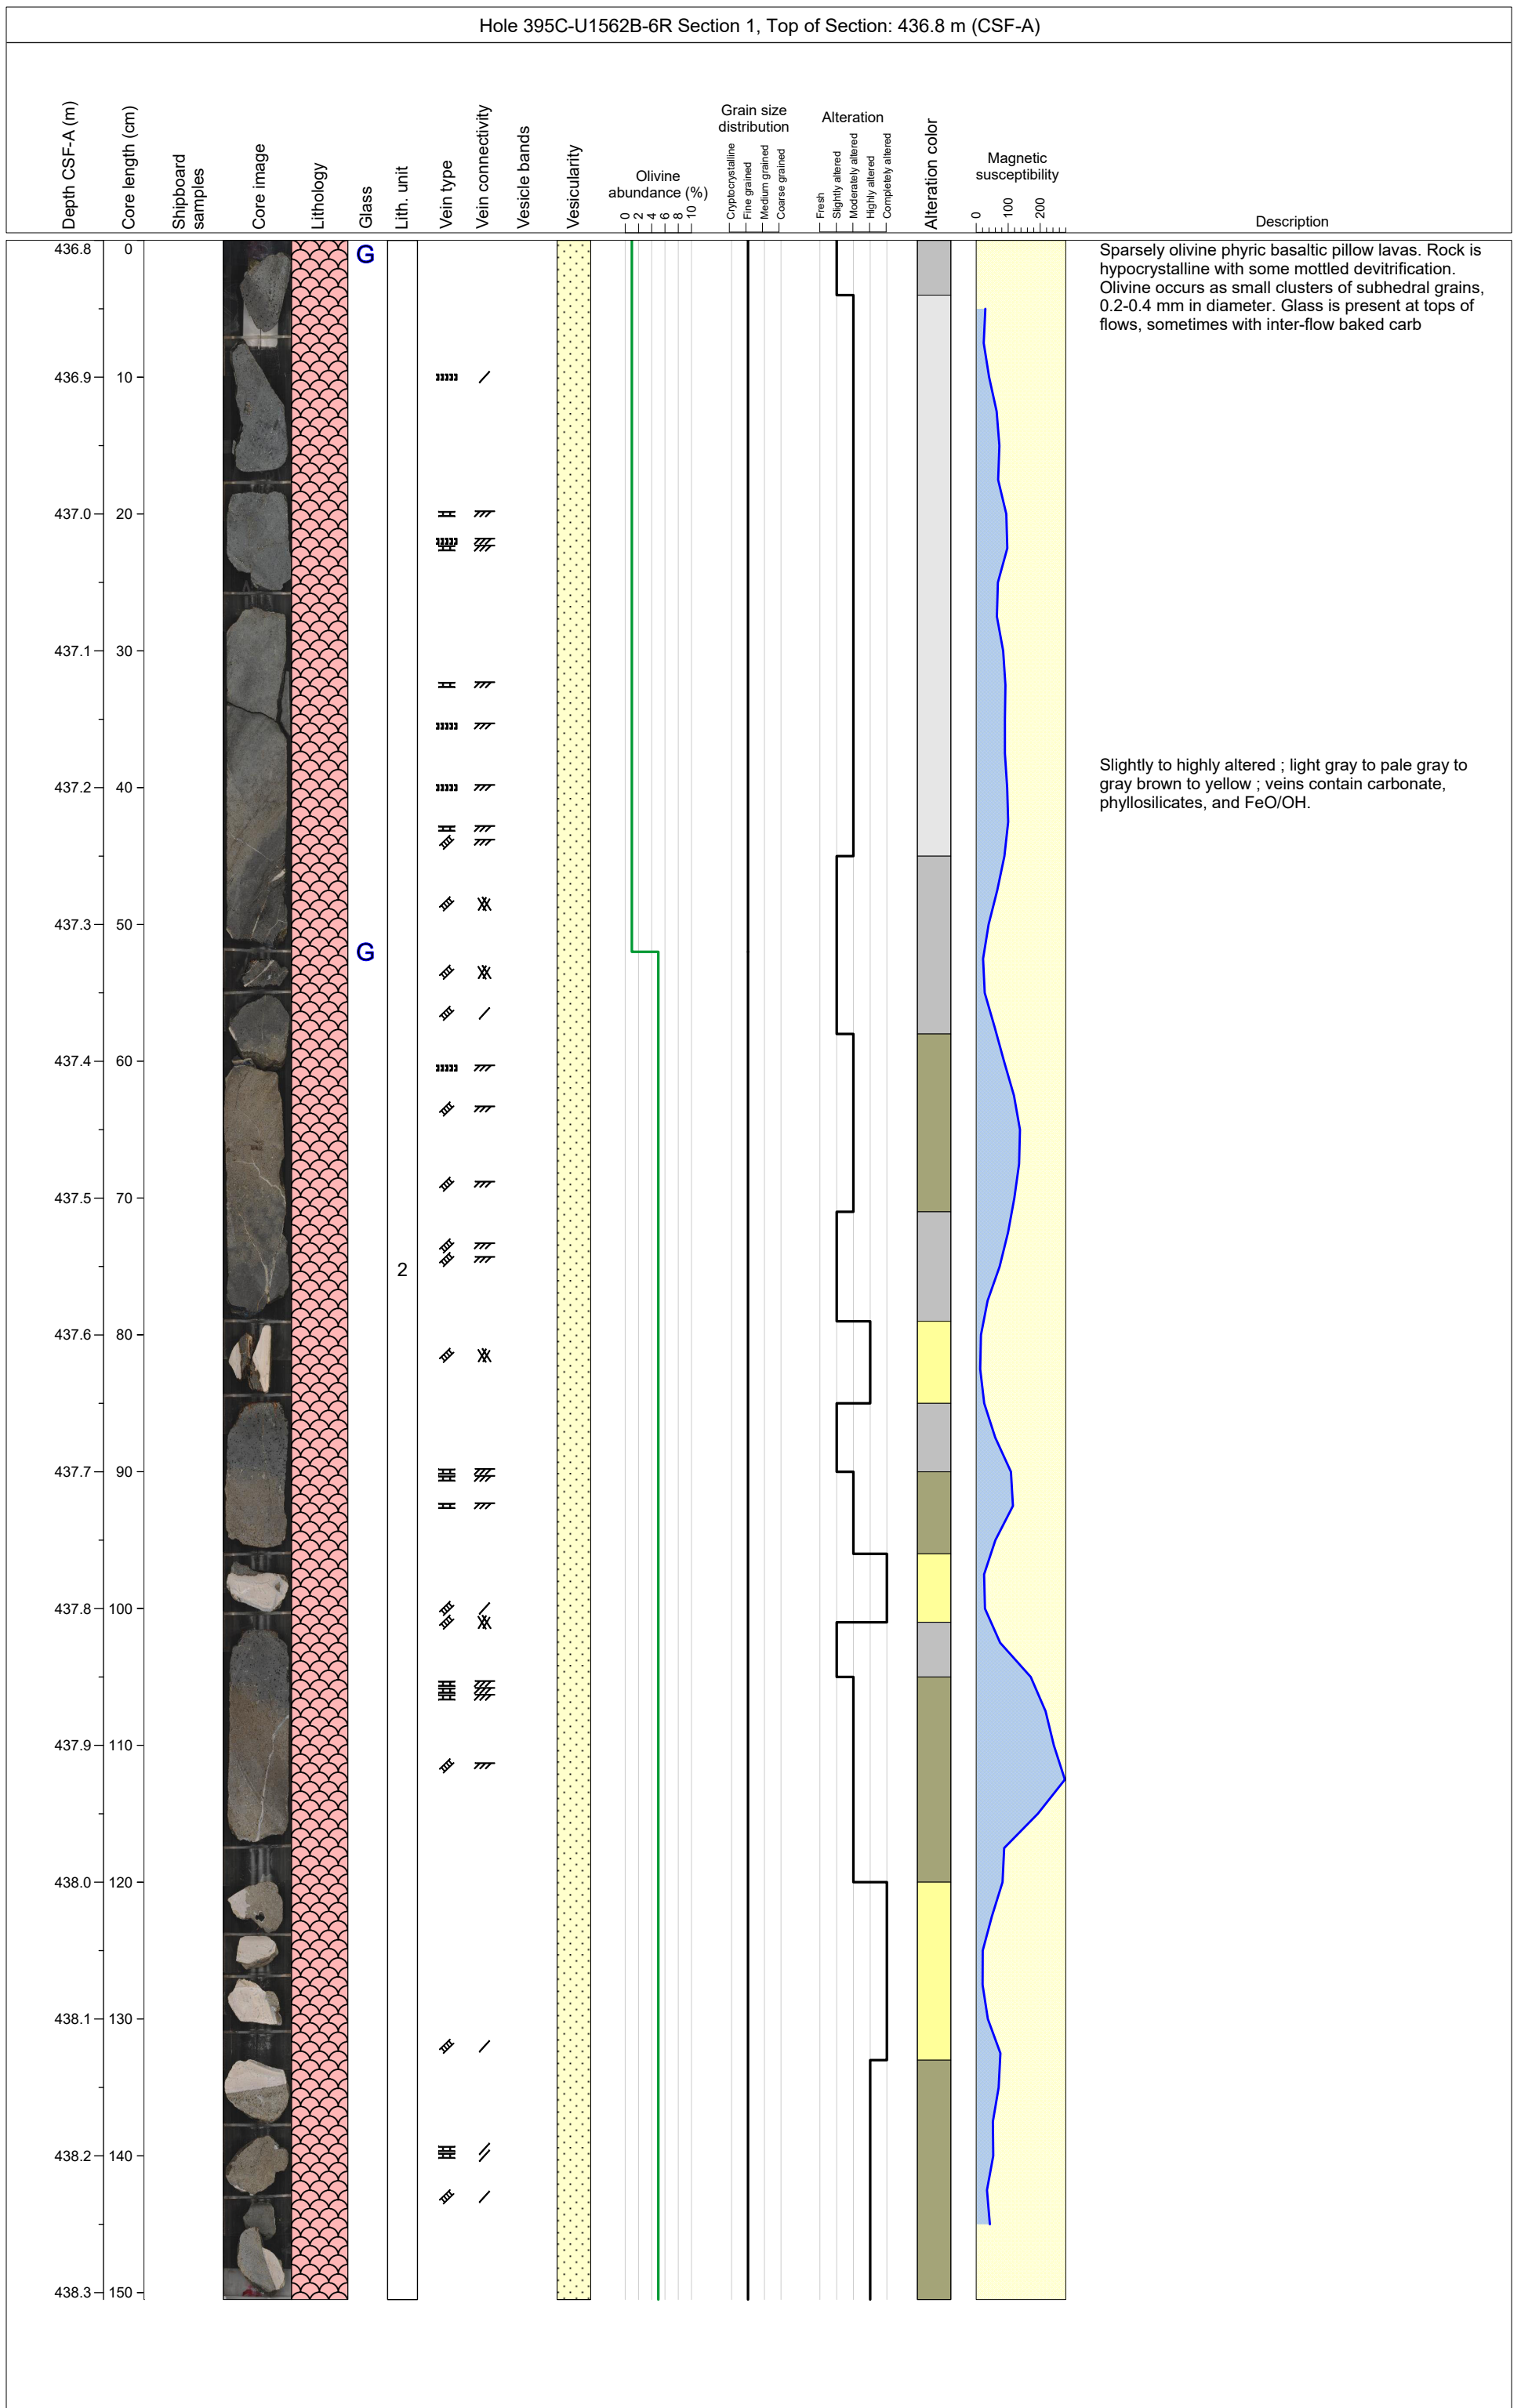 Hole 395C-U1562B-6R Section 1, Top of Section: 436.8 m (CSF-A)
Depth CSF-A (m)
Core length (cm)
Shipboard
samples
Core image
Lithology
Glass
Lith. unit
Vein type
Vein connectivity
Vesicle bands
Vesicularity
Olivine
abundance (%)
0 2 4 6 8 10
Grain size
distribution
Cryptocrystalline
Fine grained
Medium grained
Coarse grained
Alteration
Fresh
Slightly altered
Moderately altered
Highly altered
Completely altered
Alteration color
Magnetic
susceptibility
0 100 200
Description
436.8 0
G
G
Sparsely olivine phyric basaltic pillow lavas. Rock is
hypocrystalline with some mottled devitrification.
Olivine occurs as small clusters of subhedral grains,
0.2-0.4 mm in diameter. Glass is present at tops of
flows, sometimes with inter-flow baked carb
436.9 10
437.0 20
437.1 30
Slightly to highly altered ; light gray to pale gray to
gray brown to yellow ; veins contain carbonate,
phyllosilicates, and FeO/OH.
437.2 40
437.3 50
437.4 60
437.5 70
2
437.6 80
437.7 90
437.8 100
437.9 110
438.0 120
438.1 130
438.2 140
438.3 150